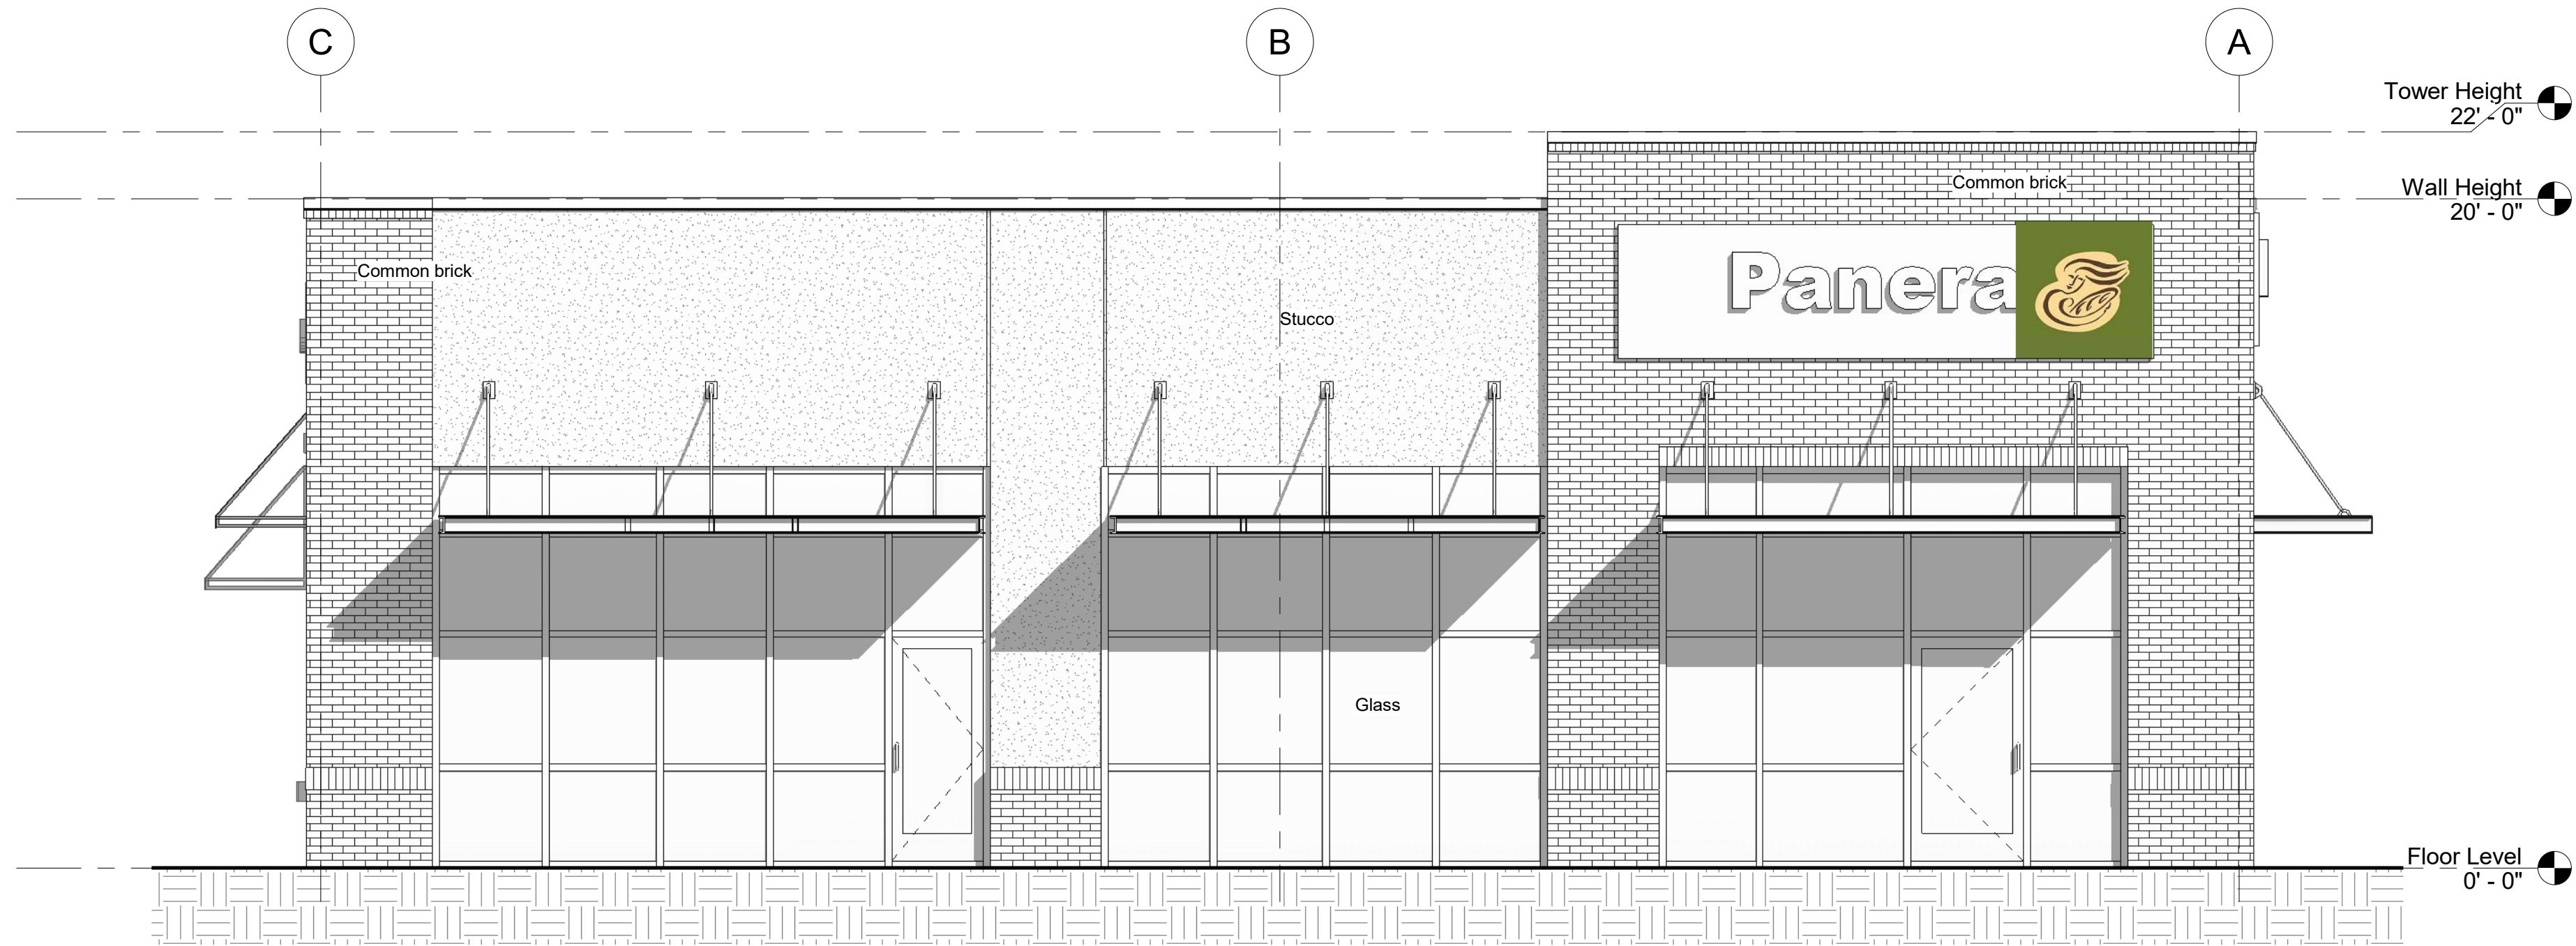 C
B
A
Tower Height
22' - 0"
Wall Height
20' - 0"
Common brick
Common brick
Panera
Stucco
Glass
Floor Level
0' - 0"